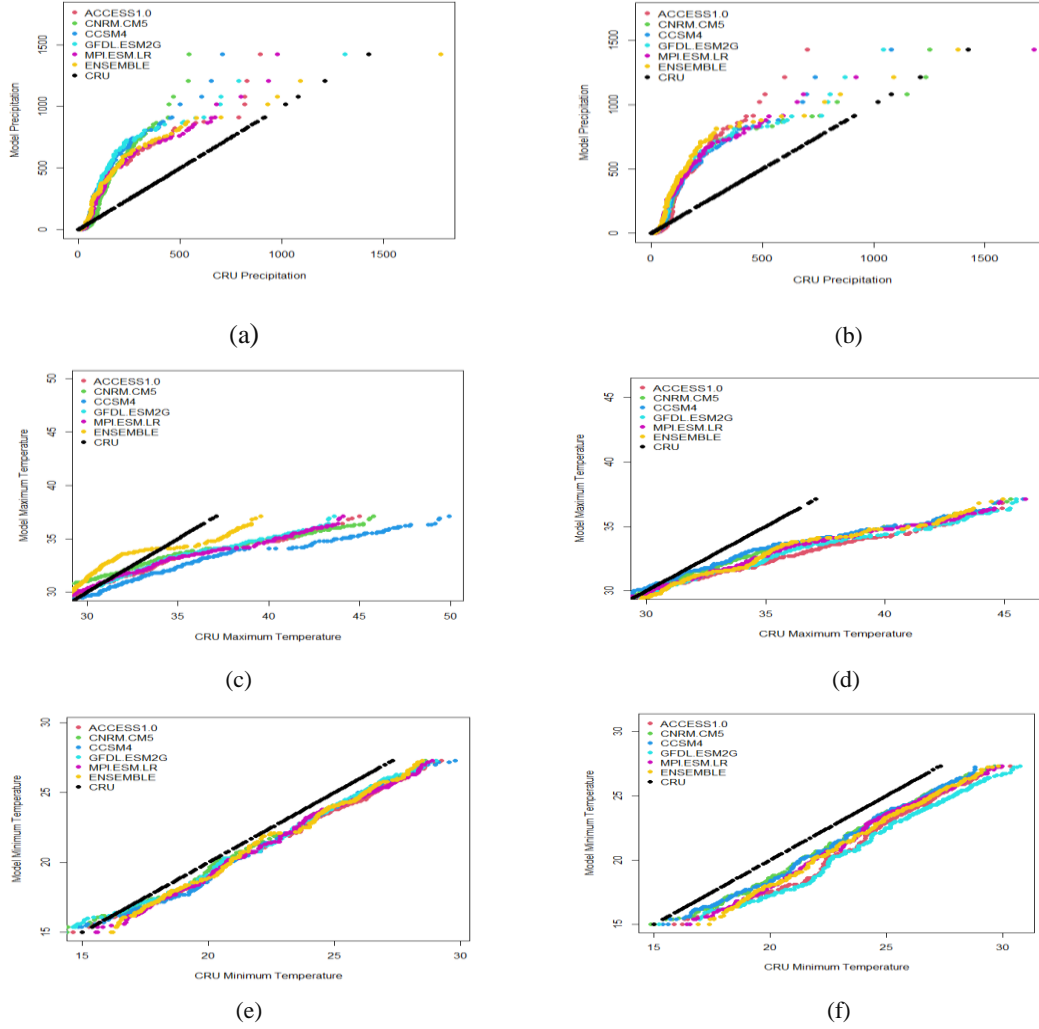 ACCESS1.0
CNRM.CM5
CCSM4
GFDL.ESM2G
MPI.ESM.LR
ENSEMBLE
CRU
Model Precipitation
0 500 1000 1500
0 500 1000 1500
CRU Precipitation
(a)
ACCESS1.0
CNRM.CM5
CCSM4
GFDL.ESM2G
MPI.ESM.LR
ENSEMBLE
CRU
Model Precipitation
0 500 1000 1500
0 500 1000 1500
CRU Precipitation
(b)
ACCESS1.0
CNRM.CM5
CCSM4
GFDL.ESM2G
MPI.ESM.LR
ENSEMBLE
CRU
Model Maximum Temperature
30 35 40 45 50
30 35 40 45 50
CRU Maximum Temperature
(c)
ACCESS1.0
CNRM.CM5
CCSM4
GFDL.ESM2G
MPI.ESM.LR
ENSEMBLE
CRU
Model Maximum Temperature
30 35 40 45
30 35 40 45
CRU Maximum Temperature
(d)
ACCESS1.0
CNRM.CM5
CCSM4
GFDL.ESM2G
MPI.ESM.LR
ENSEMBLE
CRU
Model Minimum Temperature
15 20 25 30
15 20 25 30
CRU Minimum Temperature
(e)
ACCESS1.0
CNRM.CM5
CCSM4
GFDL.ESM2G
MPI.ESM.LR
ENSEMBLE
CRU
Model Minimum Temperature
15 20 25 30
15 20 25 30
CRU Minimum Temperature
(f)